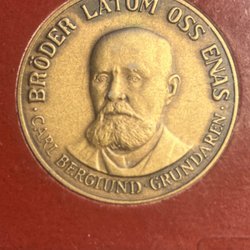 BRÖDER LÅTOM OSS ENAS
· CARL BERGLUND GRUNDAREN ·